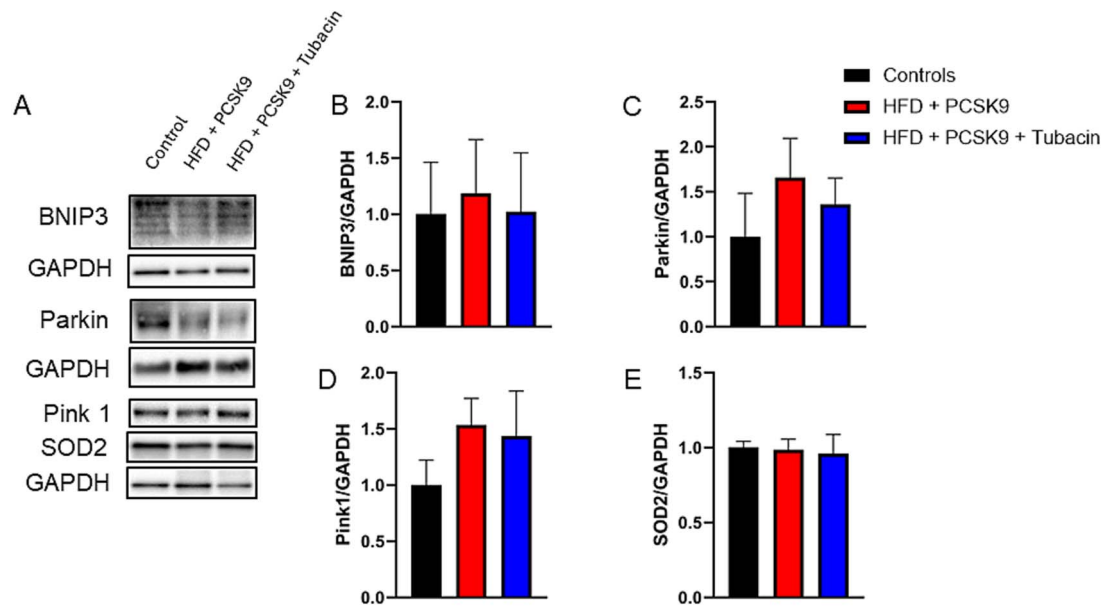 A
Control
HFD + PCSK9
HFD + PCSK9 + Tubacin
BNIP3
GAPDH
Parkin
GAPDH
Pink 1
SOD2
GAPDH
B
BNIP3/GAPDH
2.0
1.5
1.0
0.5
0.0
Controls
HFD + PCSK9
HFD + PCSK9 + Tubacin
C
Parkin/GAPDH
2.5
2.0
1.5
1.0
0.5
0.0
D
Pink1/GAPDH
2.0
1.5
1.0
0.5
0.0
E
SOD2/GAPDH
1.5
1.0
0.5
0.0